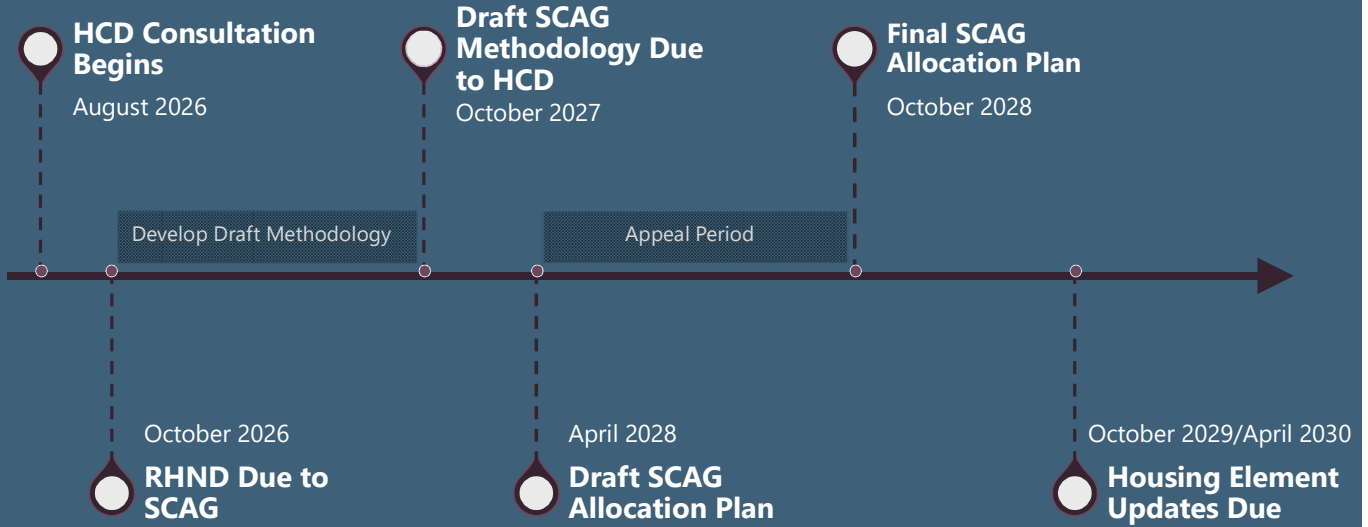 HCD Consultation
Begins
August 2026
Draft SCAG
Methodology Due
to HCD
October 2027
Final SCAG
Allocation Plan
October 2028
Develop Draft Methodology
Appeal Period
October 2026
RHND Due to
SCAG
April 2028
Draft SCAG
Allocation Plan
October 2029/April 2030
Housing Element
Updates Due